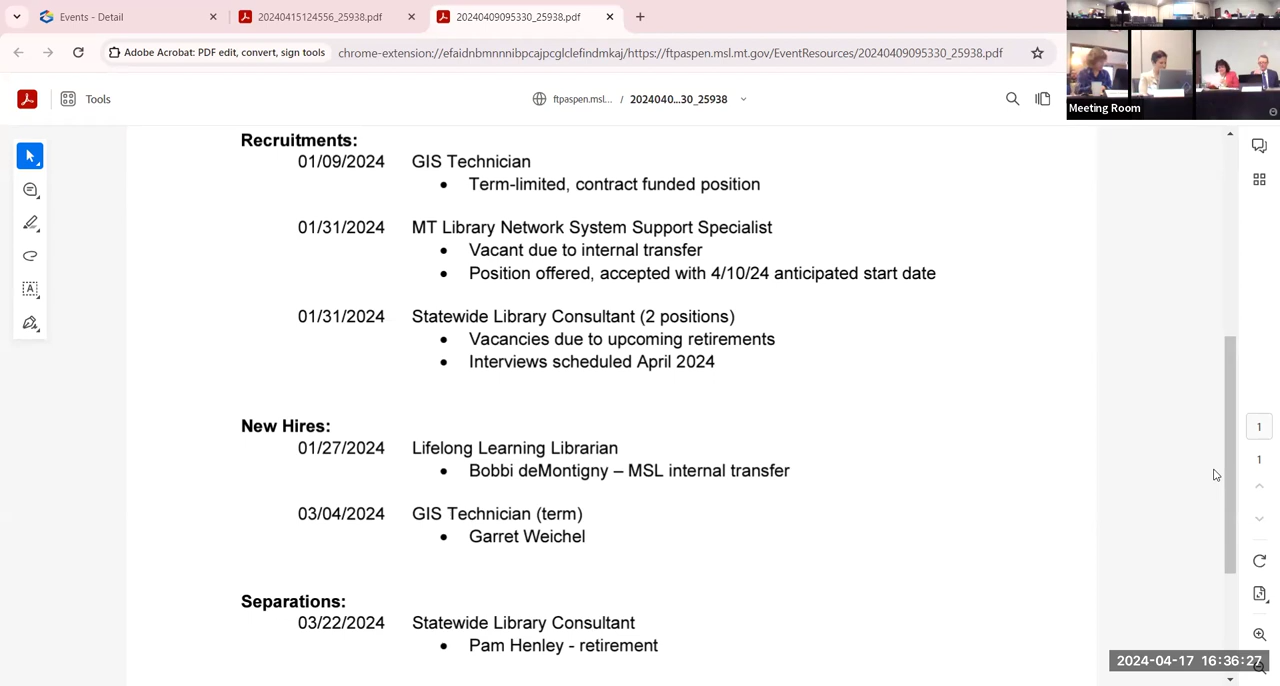 Events - Detail
20240415124556_25938.pdf
20240409095330_25938.pdf
Adobe Acrobat: PDF edit, convert, sign tools
chrome-extension://efaidnbmnnnibpcajpcglclefindmkaj/https://ftpaspen.msl.mt.gov/EventResources/20240409095330_25938.pdf
Tools
ftpaspen.msl... / 2024040...30_25938
Meeting Room
Recruitments:
01/09/2024 GIS Technician
• Term-limited, contract funded position
01/31/2024 MT Library Network System Support Specialist
• Vacant due to internal transfer
• Position offered, accepted with 4/10/24 anticipated start date
01/31/2024 Statewide Library Consultant (2 positions)
• Vacancies due to upcoming retirements
• Interviews scheduled April 2024
New Hires:
01/27/2024 Lifelong Learning Librarian
• Bobbi deMontigny – MSL internal transfer
03/04/2024 GIS Technician (term)
• Garret Weichel
Separations:
03/22/2024 Statewide Library Consultant
• Pam Henley - retirement
1
1
2024-04-17 16:36:27